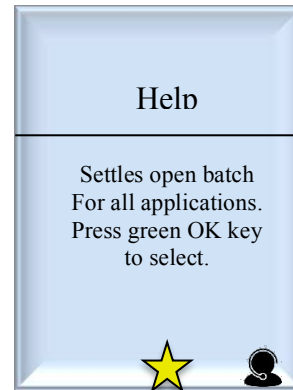 Help
Settles open batch
For all applications.
Press green OK key
to select.